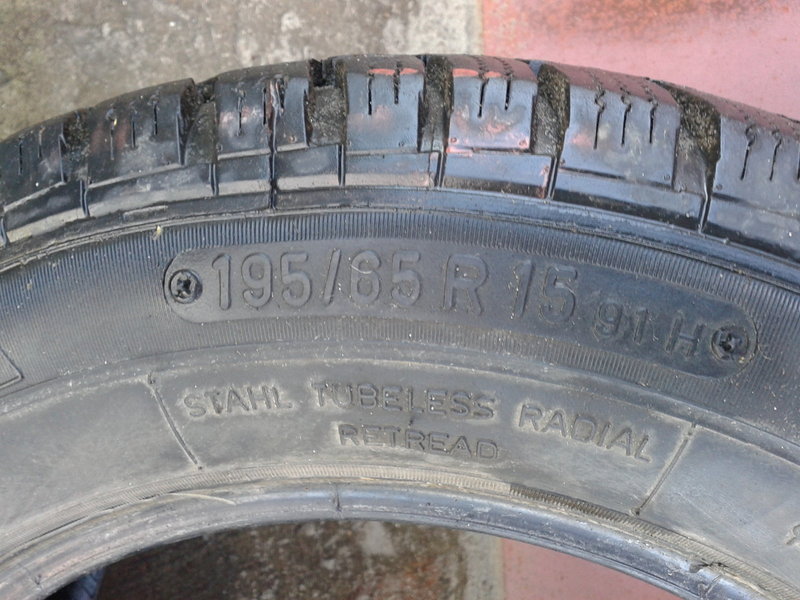 195/65 R 15 91 H
STAHL TUBELESS RADIAL
RETREAD